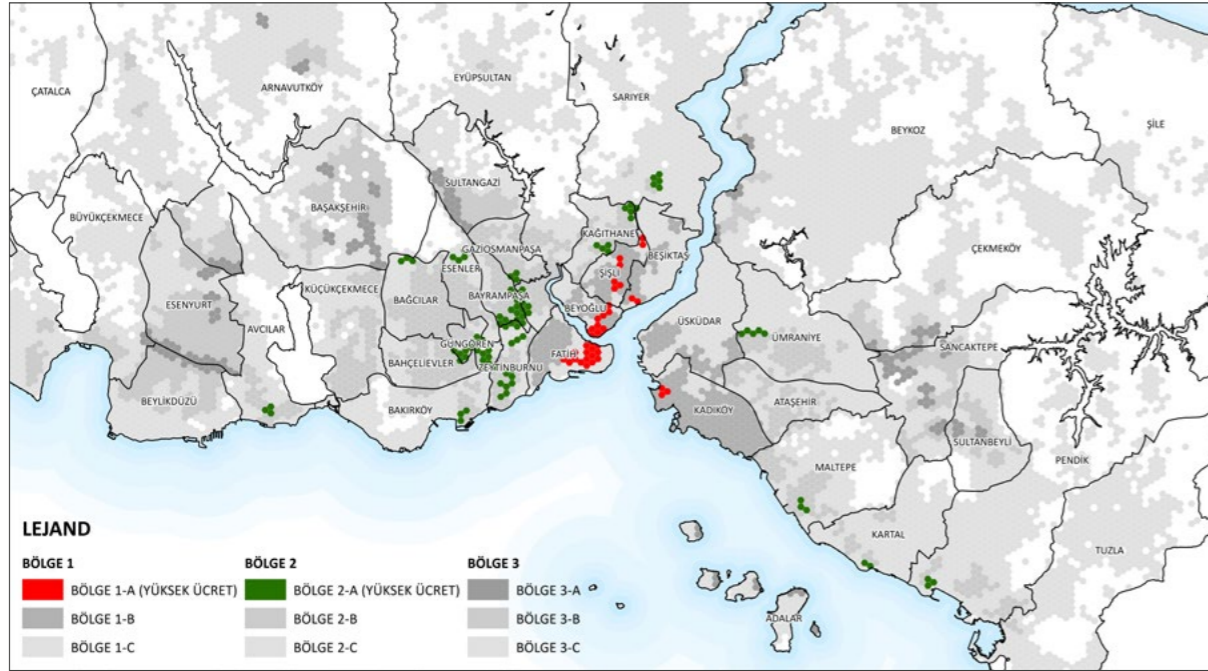 ÇATALCA
ARNAVUTKÖY
EYÜPSULTAN
SARIYER
BEYKOZ
ŞİLE
BÜYÜKÇEKMECE
BAŞAKŞEHİR
SULTANGAZİ
KAĞITHANE
GAZİOSMANPAŞA
BEŞİKTAŞ
ÇEKMEKÖY
ESENLER
ŞİŞLİ
ESENYURT
KÜÇÜKÇEKMECE
BAĞCILAR
BAYRAMPAŞA
BEYOĞLU
AVCILAR
ÜSKÜDAR
ÜMRANİYE
SANCAKTEPE
GÜNGÖREN
FATİH
BAHÇELİEVLER
ZEYTİNBURNU
BEYLİKDÜZÜ
BAKIRKÖY
KADIKÖY
ATAŞEHİR
SULTANBEYLİ
MALTEPE
PENDİK
KARTAL
TUZLA
ADALAR
LEJAND
BÖLGE 1
BÖLGE 1-A (YÜKSEK ÜCRET)
BÖLGE 1-B
BÖLGE 1-C
BÖLGE 2
BÖLGE 2-A (YÜKSEK ÜCRET)
BÖLGE 2-B
BÖLGE 2-C
BÖLGE 3
BÖLGE 3-A
BÖLGE 3-B
BÖLGE 3-C